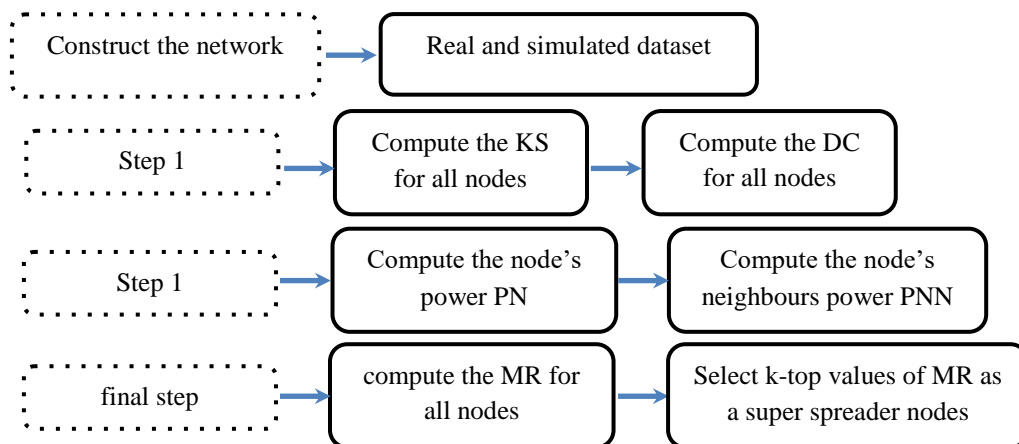 Construct the network
Real and simulated dataset
Step 1
Compute the KS
for all nodes
Compute the DC
for all nodes
Step 1
Compute the node's
power PN
Compute the node's
neighbours power PNN
final step
compute the MR for
all nodes
Select k-top values of MR as
a super spreader nodes